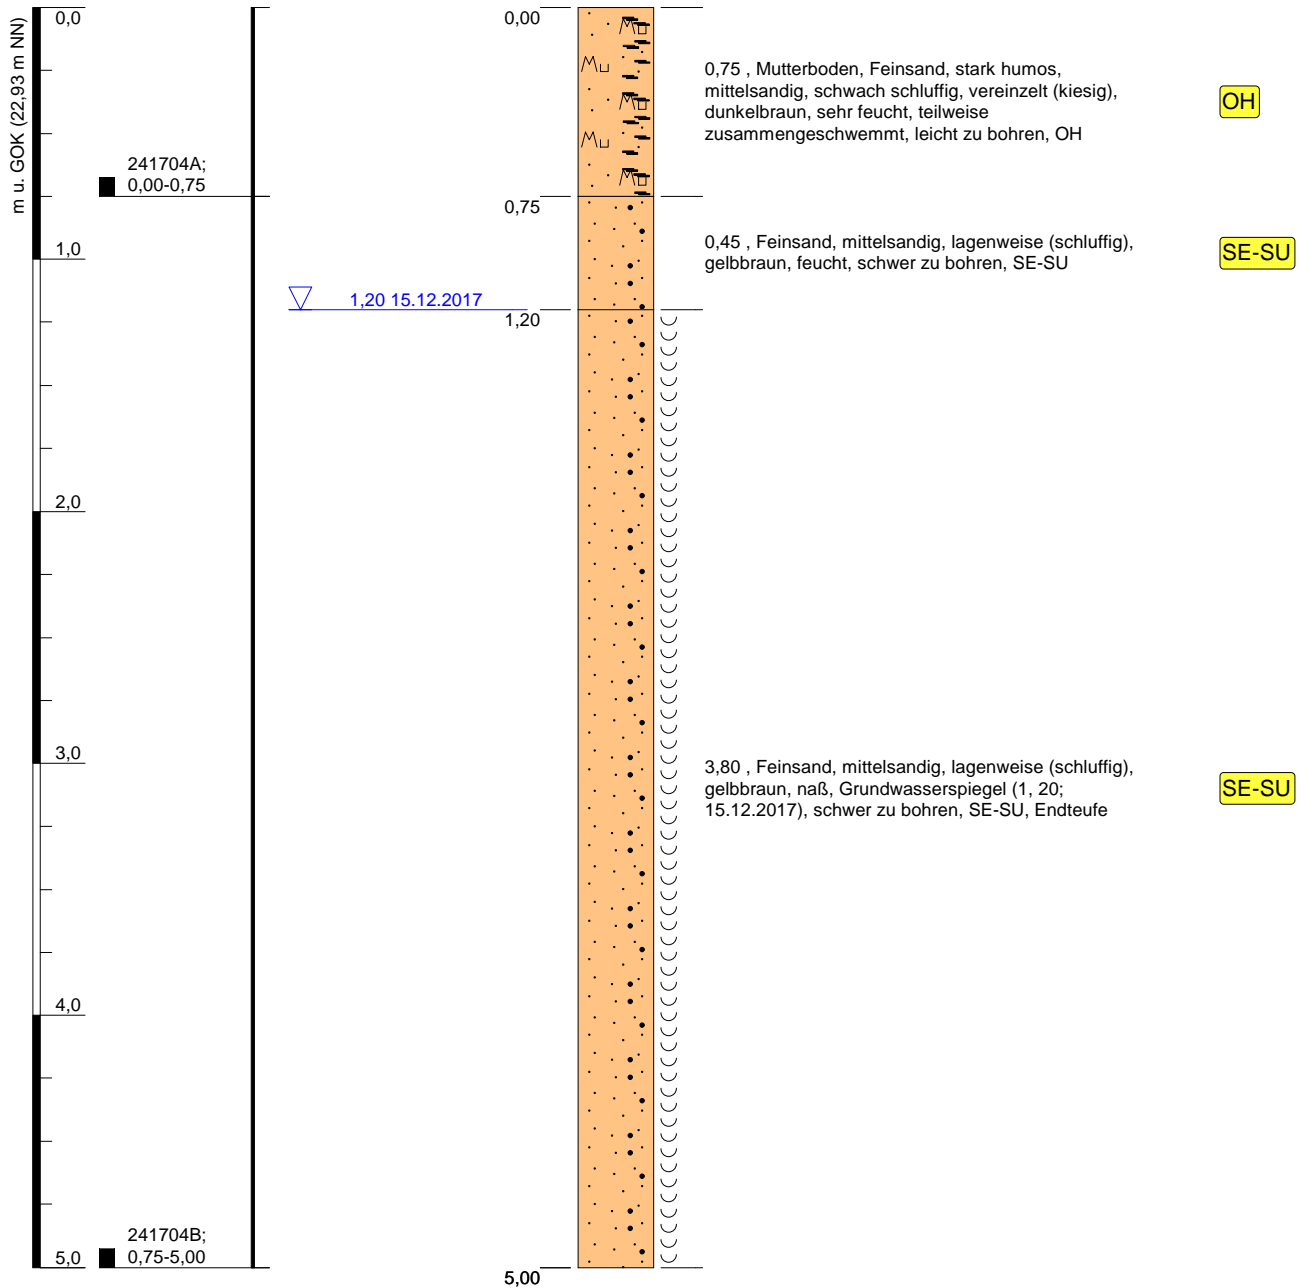 m u. GOK (22,93 m NN)
0,0
1,0
2,0
3,0
4,0
5,0
241704A;
0,00-0,75
241704B;
0,75-5,00
1,20 15.12.2017
0,00
0,75
1,20
5,00
0,75 , Mutterboden, Feinsand, stark humos,
mittelsandig, schwach schluffig, vereinzelt (kiesig),
dunkelbraun, sehr feucht, teilweise
zusammengeschwemmt, leicht zu bohren, OH
OH
0,45 , Feinsand, mittelsandig, lagenweise (schluffig),
gelbbraun, feucht, schwer zu bohren, SE-SU
SE-SU
3,80 , Feinsand, mittelsandig, lagenweise (schluffig),
gelbbraun, naß, Grundwasserspiegel (1, 20;
15.12.2017), schwer zu bohren, SE-SU, Endteufe
SE-SU